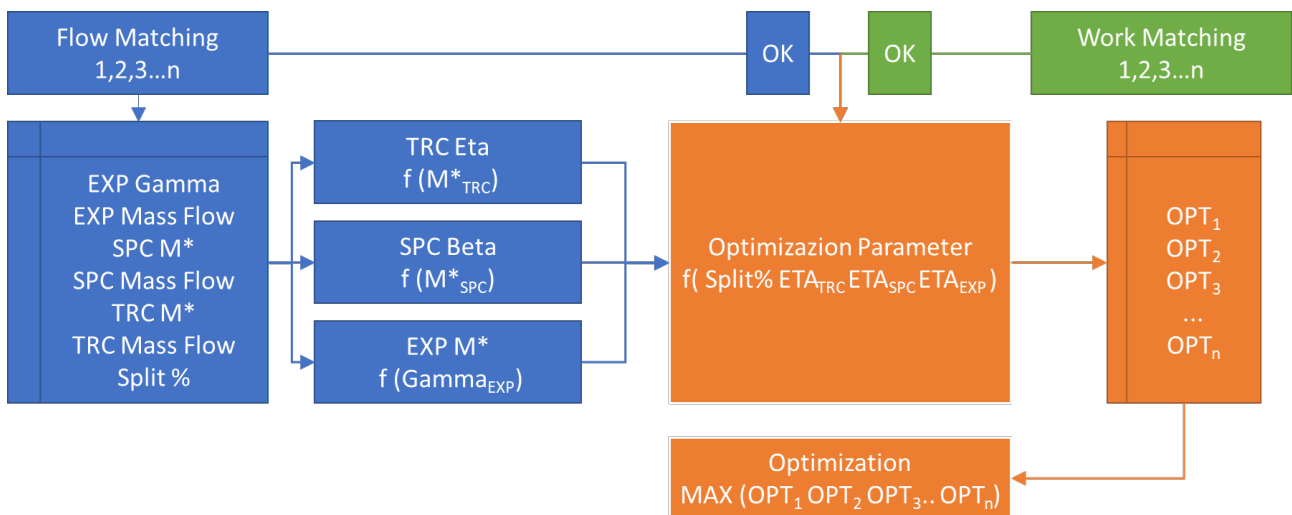 Flow Matching
1,2,3...n
OK
OK
Work Matching
1,2,3...n
EXP Gamma
EXP Mass Flow
SPC M*
SPC Mass Flow
TRC M*
TRC Mass Flow
Split %
TRC Eta
f (M*TRC)
SPC Beta
f (M*SPC)
EXP M*
f (GammaEXP)
Optimizazion Parameter
f( Split% ETATRC ETASPC ETAEXP)
OPT1
OPT2
OPT3
...
OPTn
Optimization
MAX (OPT1 OPT2 OPT3.. OPTn)